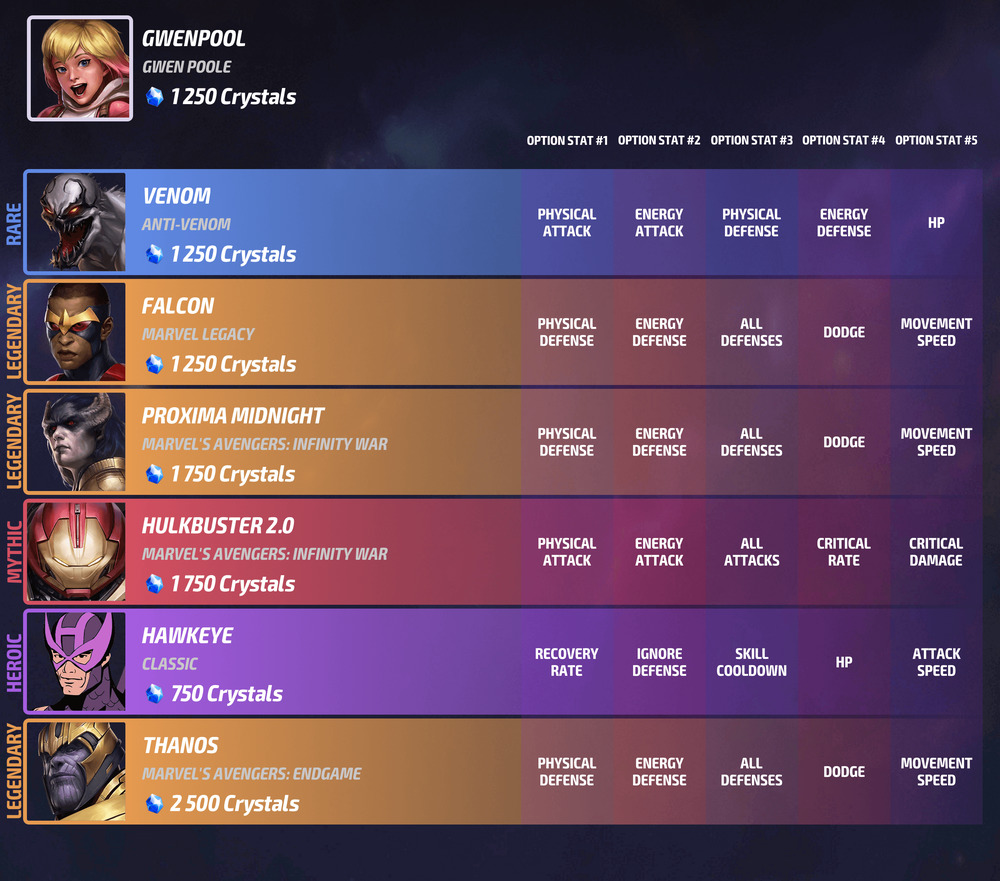 GWENPOOL
GWEN POOLE
1 250 Crystals
OPTION STAT #1 OPTION STAT #2 OPTION STAT #3 OPTION STAT #4 OPTION STAT #5
RARE
VENOM
ANTI-VENOM
1 250 Crystals
PHYSICAL
ATTACK
ENERGY
ATTACK
PHYSICAL
DEFENSE
ENERGY
DEFENSE
HP
LEGENDARY
FALCON
MARVEL LEGACY
1 250 Crystals
PHYSICAL
DEFENSE
ENERGY
DEFENSE
ALL
DEFENSES
DODGE
MOVEMENT
SPEED
LEGENDARY
PROXIMA MIDNIGHT
MARVEL'S AVENGERS: INFINITY WAR
1 750 Crystals
PHYSICAL
DEFENSE
ENERGY
DEFENSE
ALL
DEFENSES
DODGE
MOVEMENT
SPEED
MYTHIC
HULKBUSTER 2.0
MARVEL'S AVENGERS: INFINITY WAR
1 750 Crystals
PHYSICAL
ATTACK
ENERGY
ATTACK
ALL
ATTACKS
CRITICAL
RATE
CRITICAL
DAMAGE
HEROIC
HAWKEYE
CLASSIC
750 Crystals
RECOVERY
RATE
IGNORE
DEFENSE
SKILL
COOLDOWN
HP
ATTACK
SPEED
LEGENDARY
THANOS
MARVEL'S AVENGERS: ENDGAME
2 500 Crystals
PHYSICAL
DEFENSE
ENERGY
DEFENSE
ALL
DEFENSES
DODGE
MOVEMENT
SPEED